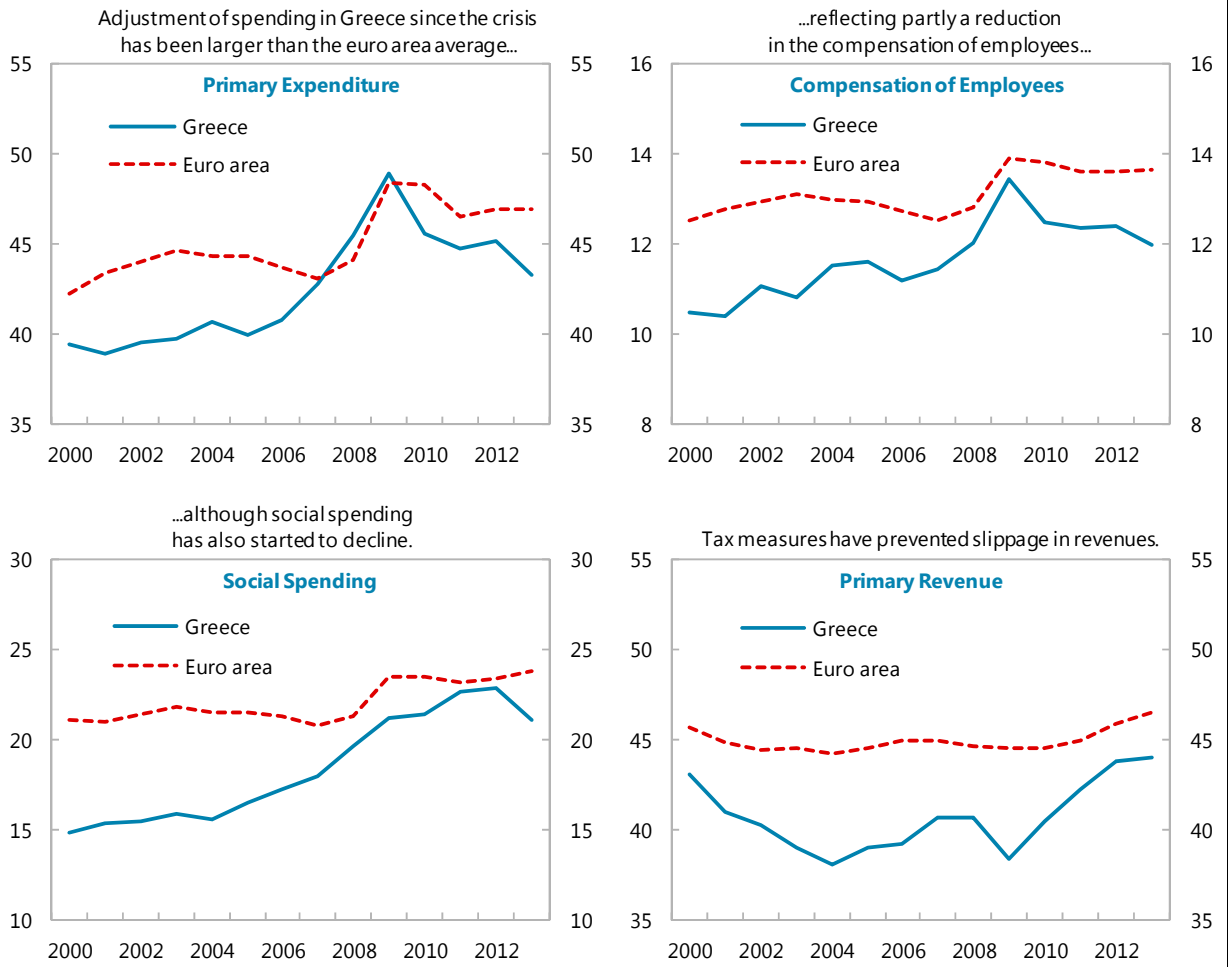 Adjustment of spending in Greece since the crisis
has been larger than the euro area average...
Primary Expenditure
Greece
Euro area
55 55
50 50
45 45
40 40
35 35
2000 2002 2004 2006 2008 2010 2012
...reflecting partly a reduction
in the compensation of employees...
Compensation of Employees
Greece
Euro area
16 16
14 14
12 12
10 10
8 8
2000 2002 2004 2006 2008 2010 2012
...although social spending
has also started to decline.
Social Spending
Greece
Euro area
30 30
25 25
20 20
15 15
10 10
2000 2002 2004 2006 2008 2010 2012
Tax measures have prevented slippage in revenues.
Primary Revenue
Greece
Euro area
55 55
50 50
45 45
40 40
35 35
2000 2002 2004 2006 2008 2010 2012